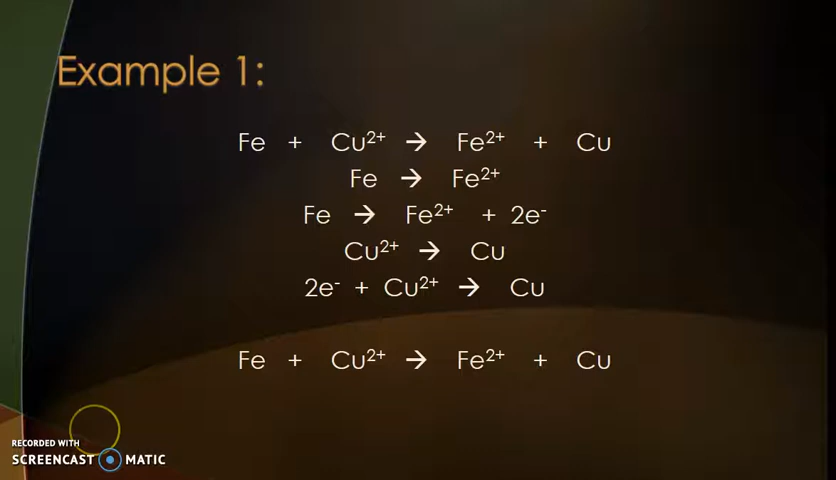 Example 1:
Fe + Cu²⁺ → Fe²⁺ + Cu
Fe → Fe²⁺
Fe → Fe²⁺ + 2e⁻
Cu²⁺ → Cu
2e⁻ + Cu²⁺ → Cu
Fe + Cu²⁺ → Fe²⁺ + Cu
RECORDED WITH
SCREENCAST MATIC